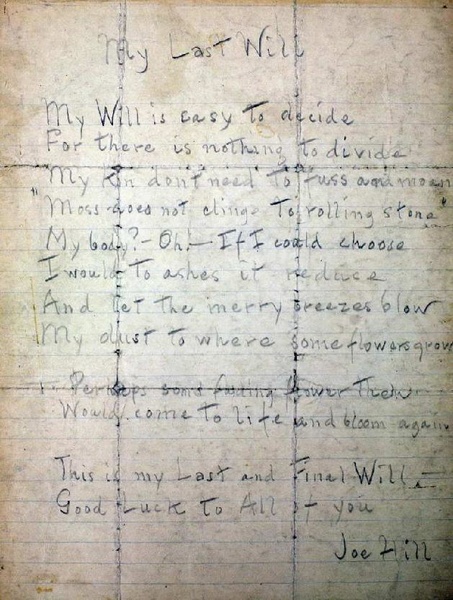 My Last Will
My Will is easy to decide
For there is nothing to divide
My kin don't need to fuss and moan
"Moss does not cling to rolling stone"
My body? - Oh! - If I could choose
I would to ashes it reduce
And let the merry breezes blow
My dust to where some flowers grow
Perhaps some fading flower then
Would come to life and bloom again
This is my Last and Final Will
Good Luck to All of you
Joe Hill